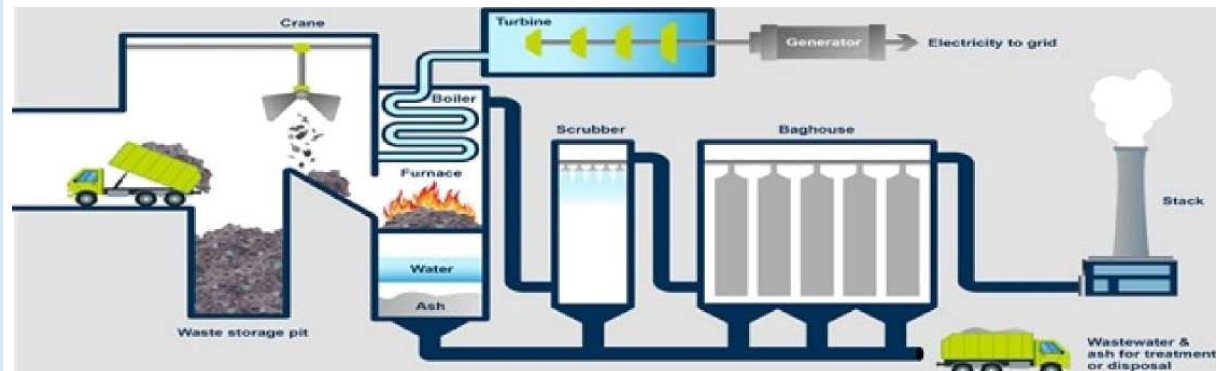 Crane
Turbine
Generator
Electricity to grid
Boiler
Scrubber
Baghouse
Furnace
Stack
Water
Ash
Waste storage pit
Wastewater &
ash for treatment
or disposal